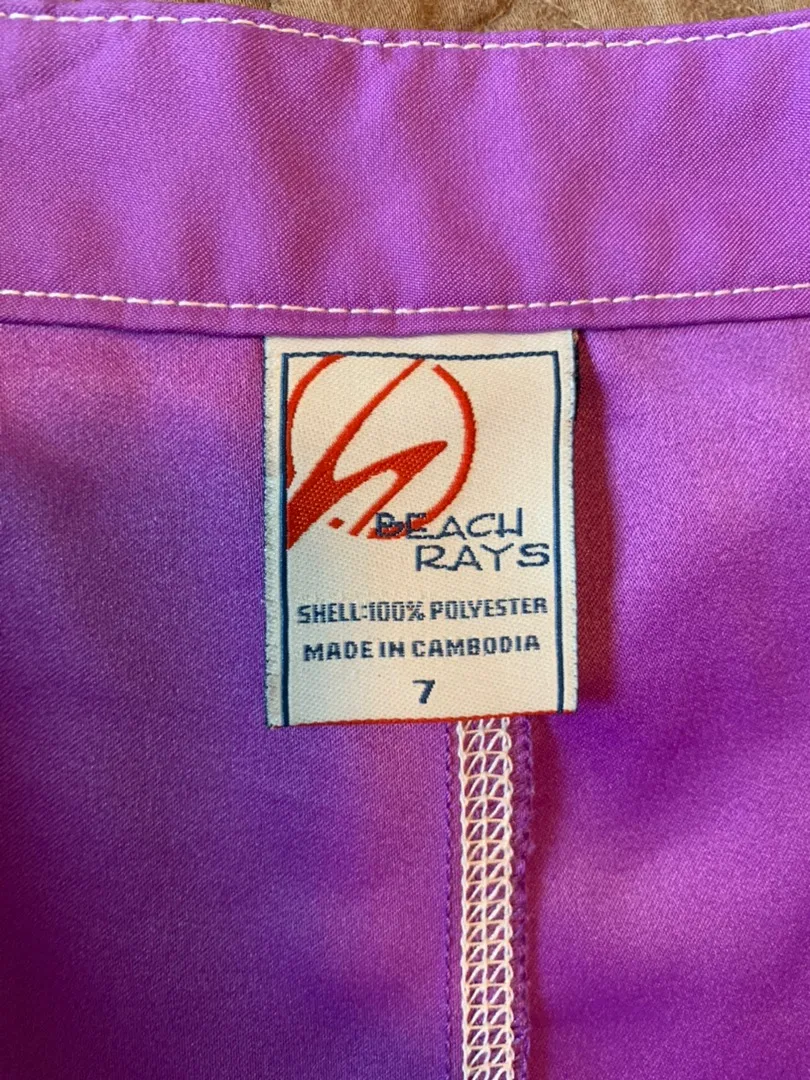 BEACH
RAYS
SHELL:100% POLYESTER
MADE IN CAMBODIA
7